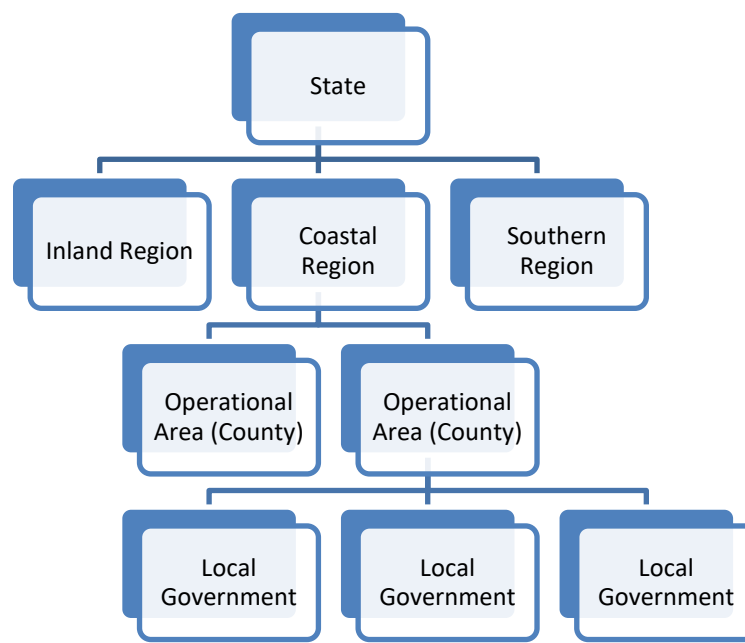 State
Inland Region
Coastal
Region
Southern
Region
Operational
Area (County)
Operational
Area (County)
Local
Government
Local
Government
Local
Government